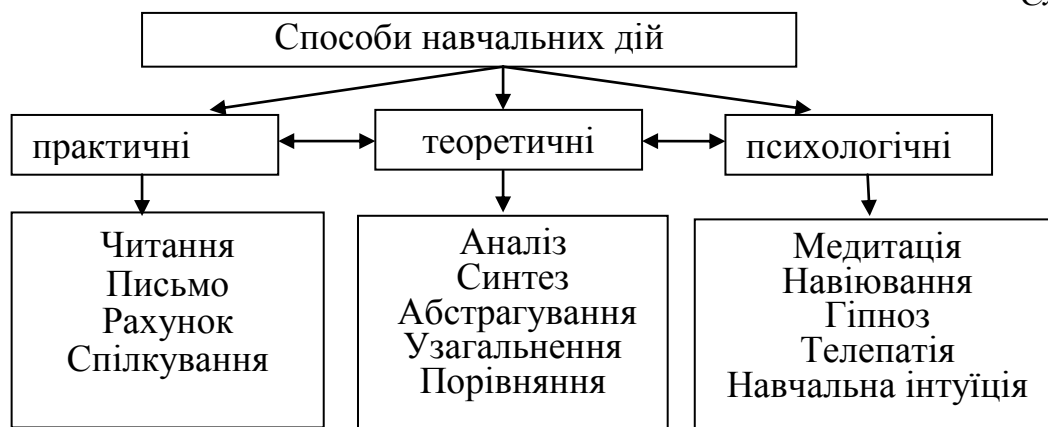 Способи навчальних дій
практичні
теоретичні
психологічні
Читання
Письмо
Рахунок
Спілкування
Аналіз
Синтез
Абстрагування
Узагальнення
Порівняння
Медитація
Навіювання
Гіпноз
Телепатія
Навчальна інтуїція